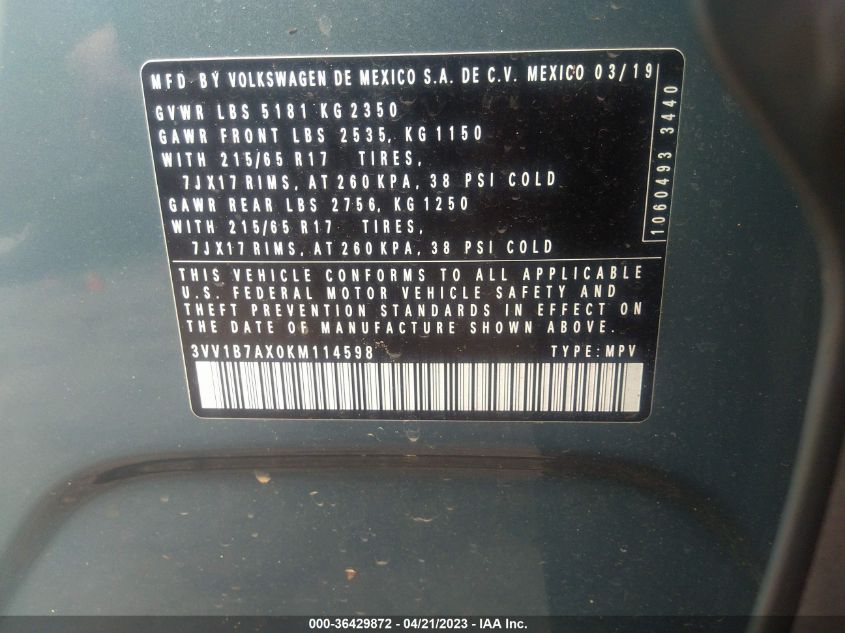 MFD BY VOLKSWAGEN DE MEXICO S.A. DE C.V. MEXICO 03/19
GVWR LBS 5181 KG 2350
GAWR FRONT LBS 2535, KG 1150
WITH 215/65 R17 TIRES,
7JX17 RIMS, AT 260 KPA, 38 PSI COLD
GAWR REAR LBS 2756, KG 1250
WITH 215/65 R17 TIRES,
7JX17 RIMS, AT 260 KPA, 38 PSI COLD
1060493 3440
THIS VEHICLE CONFORMS TO ALL APPLICABLE
U.S. FEDERAL MOTOR VEHICLE SAFETY AND
THEFT PREVENTION STANDARDS IN EFFECT ON
THE DATE OF MANUFACTURE SHOWN ABOVE.
3VV1B7AX0KM114598 TYPE: MPV
000-36429872 - 04/21/2023 - IAA Inc.